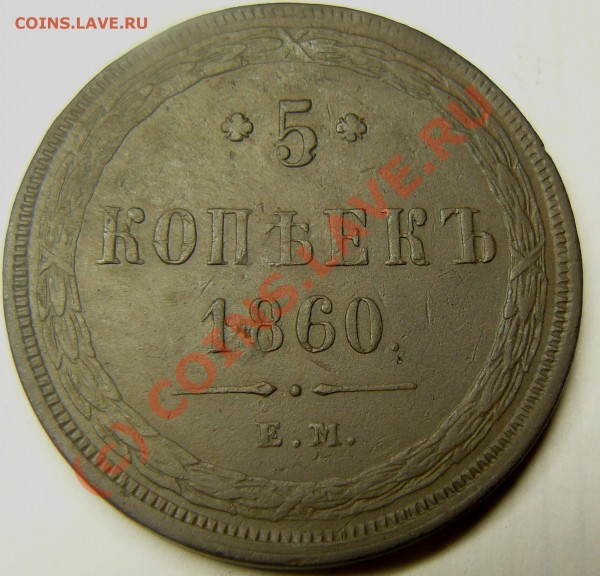 COINS.LAVE.RU
5
КОПѢЕКЪ
1860.
Е.М.
(c) COINS.LAVE.RU